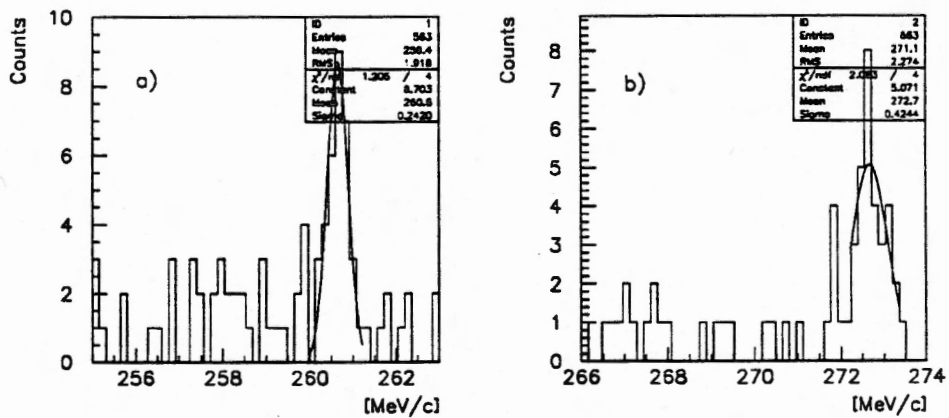 Counts
10
8
6
4
2
0
a)
ID 1
Entries 563
Mean 258.4
RMS 1.918
χ²/ndf 1.205 / 4
Constant 8.703
Mean 260.6
Sigma 0.2420
256 258 260 262
[MeV/c]
Counts
8
7
6
5
4
3
2
1
0
b)
ID 2
Entries 663
Mean 271.1
RMS 2.274
χ²/ndf / 4
Constant 5.071
Mean 272.7
Sigma 0.4244
266 268 270 272 274
[MeV/c]